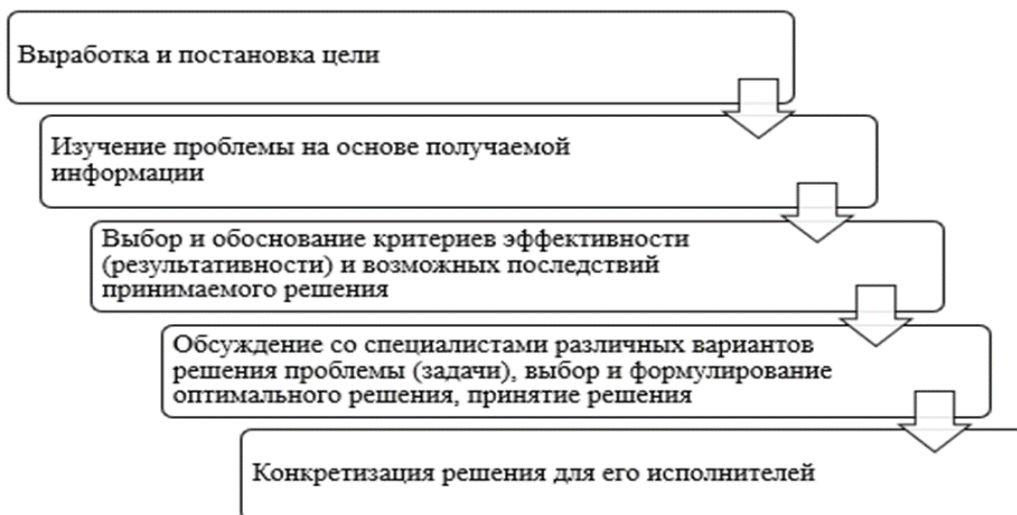 Выработка и постановка цели
Изучение проблемы на основе получаемой
информации
Выбор и обоснование критериев эффективности
(результативности) и возможных последствий
принимаемого решения
Обсуждение со специалистами различных вариантов
решения проблемы (задачи), выбор и формулирование
оптимального решения, принятие решения
Конкретизация решения для его исполнителей